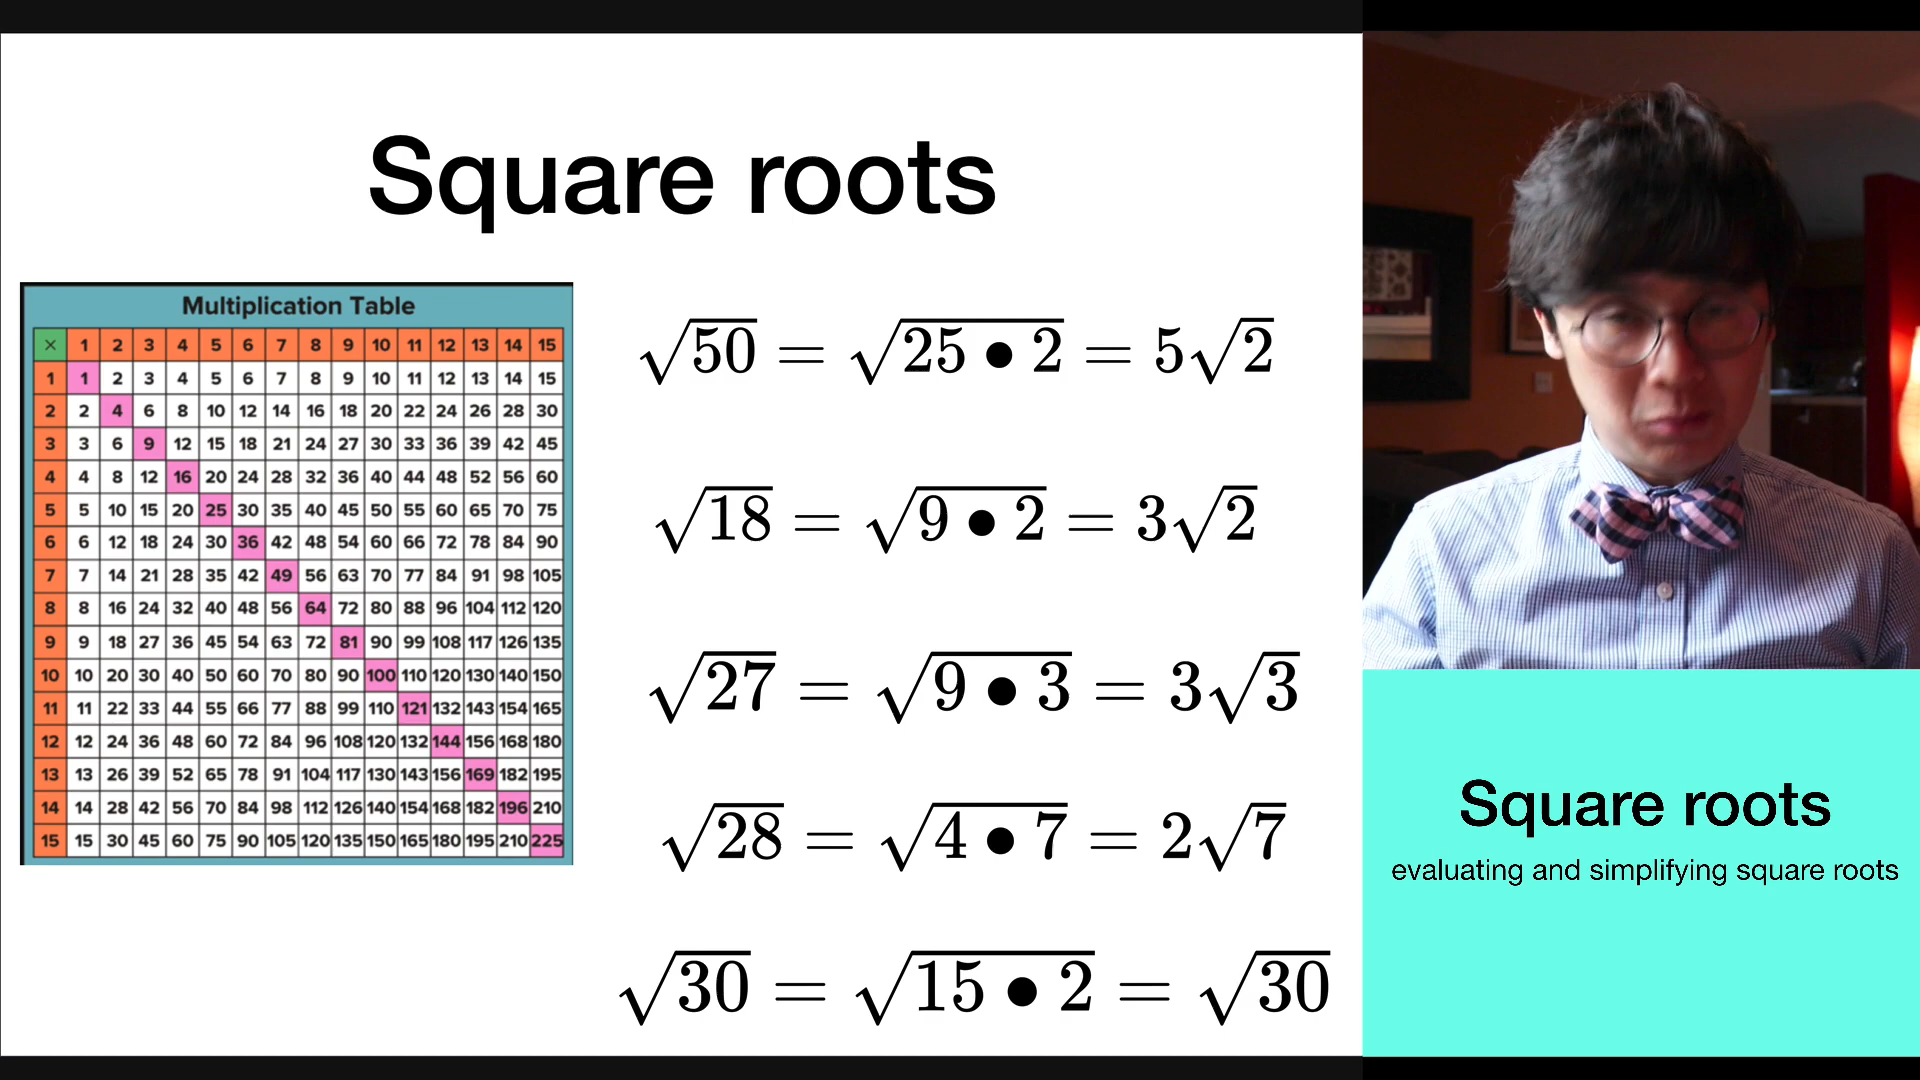 Square roots
Multiplication Table
× 1 2 3 4 5 6 7 8 9 10 11 12 13 14 15
1 1 2 3 4 5 6 7 8 9 10 11 12 13 14 15
2 2 4 6 8 10 12 14 16 18 20 22 24 26 28 30
3 3 6 9 12 15 18 21 24 27 30 33 36 39 42 45
4 4 8 12 16 20 24 28 32 36 40 44 48 52 56 60
5 5 10 15 20 25 30 35 40 45 50 55 60 65 70 75
6 6 12 18 24 30 36 42 48 54 60 66 72 78 84 90
7 7 14 21 28 35 42 49 56 63 70 77 84 91 98 105
8 8 16 24 32 40 48 56 64 72 80 88 96 104 112 120
9 9 18 27 36 45 54 63 72 81 90 99 108 117 126 135
10 10 20 30 40 50 60 70 80 90 100 110 120 130 140 150
11 11 22 33 44 55 66 77 88 99 110 121 132 143 154 165
12 12 24 36 48 60 72 84 96 108 120 132 144 156 168 180
13 13 26 39 52 65 78 91 104 117 130 143 156 169 182 195
14 14 28 42 56 70 84 98 112 126 140 154 168 182 196 210
15 15 30 45 60 75 90 105 120 135 150 165 180 195 210 225
√50 = √25 • 2 = 5√2
√18 = √9 • 2 = 3√2
√27 = √9 • 3 = 3√3
√28 = √4 • 7 = 2√7
√30 = √15 • 2 = √30
Square roots
evaluating and simplifying square roots